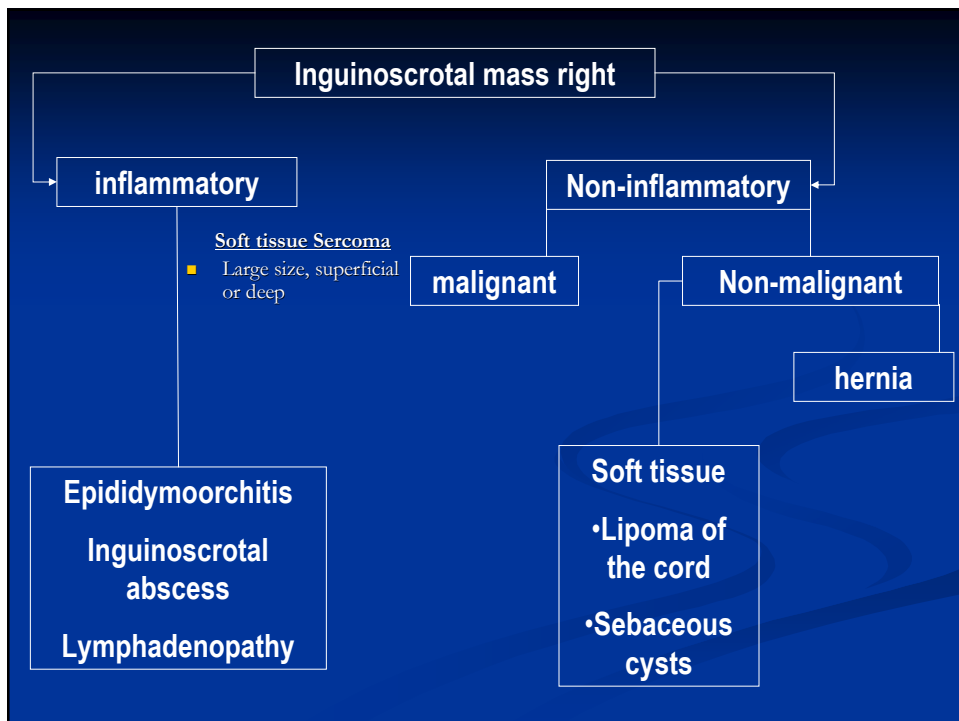 Inguinoscrotal mass right
inflammatory
Non-inflammatory
Soft tissue Sercoma
Large size, superficial
or deep
malignant
Non-malignant
hernia
Epididymoorchitis
Inguinoscrotal
abscess
Lymphadenopathy
Soft tissue
•Lipoma of
the cord
•Sebaceous
cysts